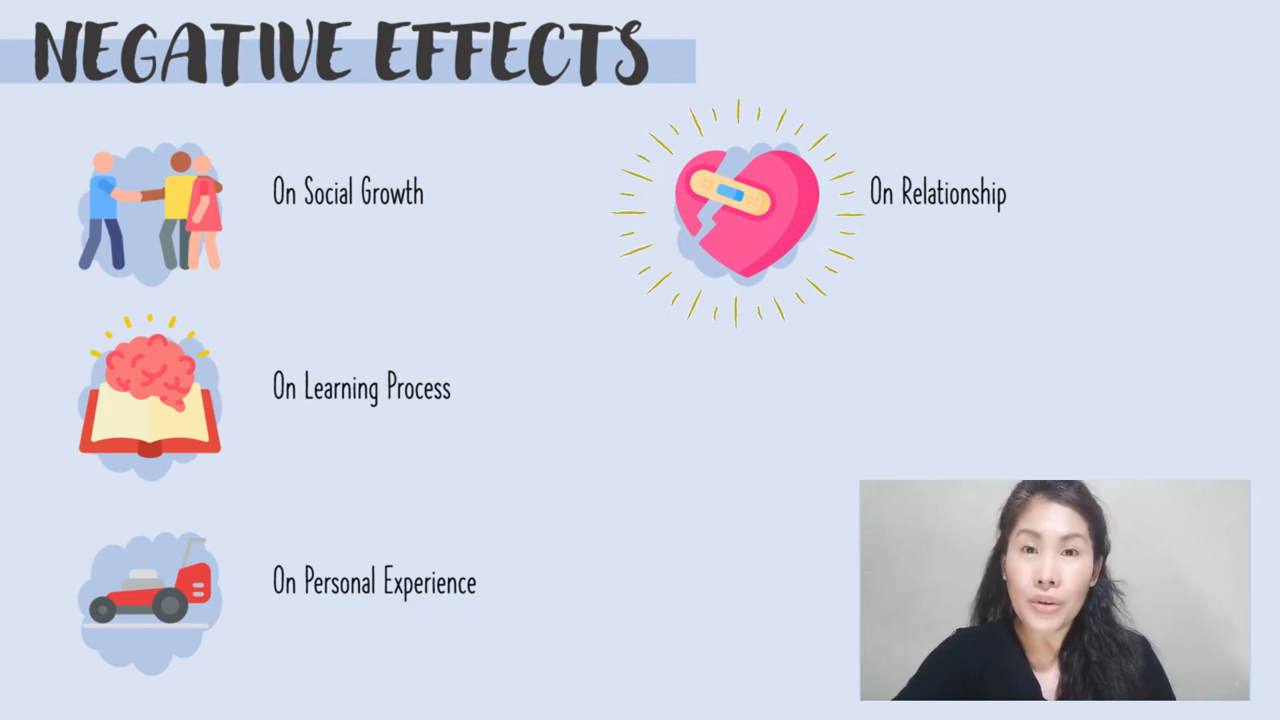 NEGATIVE EFFECTS
On Social Growth
On Relationship
On Learning Process
On Personal Experience